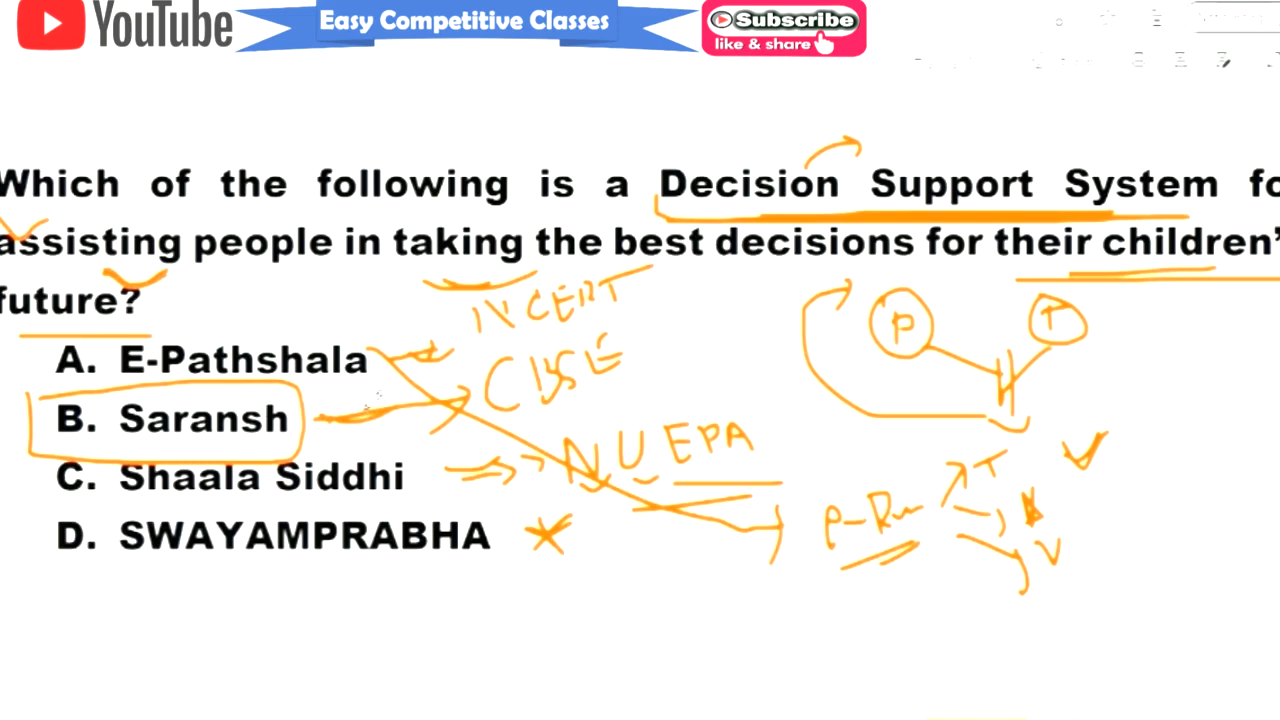 YouTube
Easy Competitive Classes
Subscribe
like & share
Which of the following is a Decision Support System fo
assisting people in taking the best decisions for their children'
future?
NCERT
P T
A. E-Pathshala
CBSE
B. Saransh
NUEPA
C. Shaala Siddhi
T
D. SWAYAMPRABHA
V